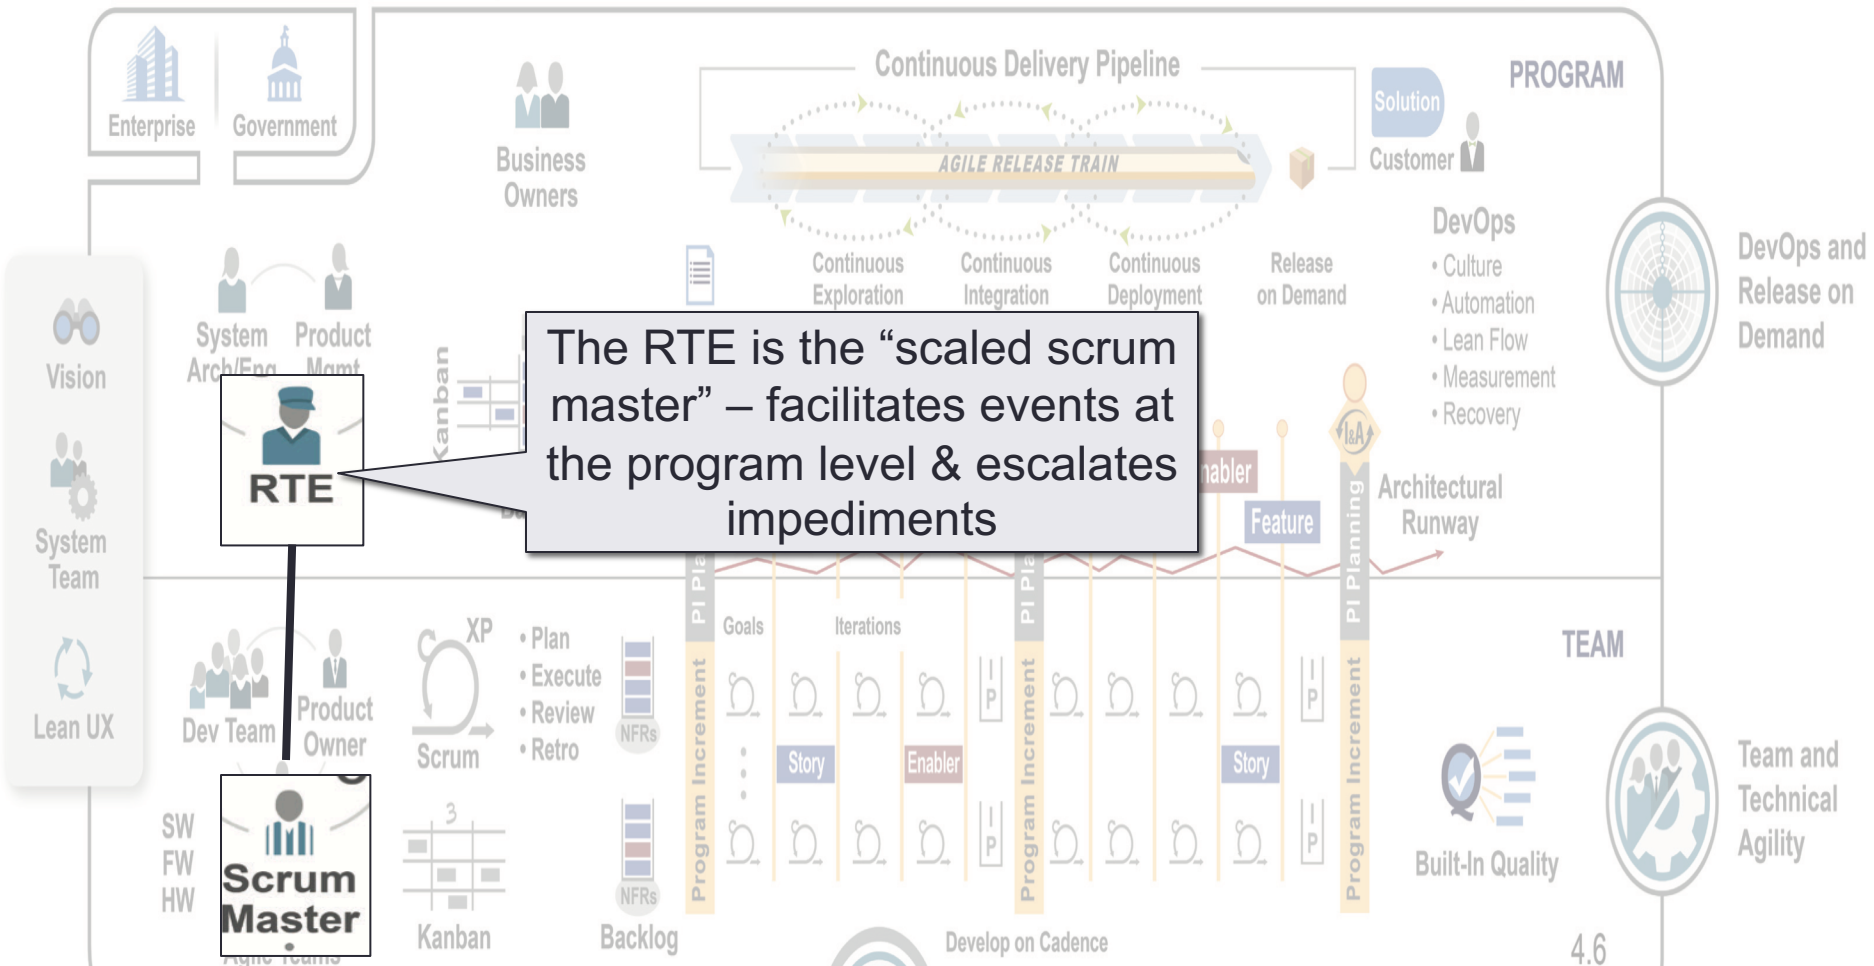 Enterprise
Government
Business
Owners
Continuous Delivery Pipeline
AGILE RELEASE TRAIN
Solution
Customer
PROGRAM
Continuous
Exploration
Continuous
Integration
Continuous
Deployment
Release
on Demand
DevOps
• Culture
• Automation
• Lean Flow
• Measurement
• Recovery
DevOps and
Release on
Demand
Vision
System
Team
Lean UX
System
Arch/Eng
Product
Mgmt
RTE
Kanban
The RTE is the “scaled scrum
master” – facilitates events at
the program level & escalates
impediments
Feature
I&A
Architectural
Runway
PI Planning
TEAM
Dev Team
Product
Owner
SW
FW
HW
Scrum
Master
Agile Teams
XP
Scrum
• Plan
• Execute
• Review
• Retro
3
Kanban
NFRs
NFRs
Backlog
Goals
Iterations
Program Increment
Program Increment
Program Increment
I
P
I
P
I
P
I
P
Story
Enabler
Story
Built-In Quality
Team and
Technical
Agility
Develop on Cadence
4.6